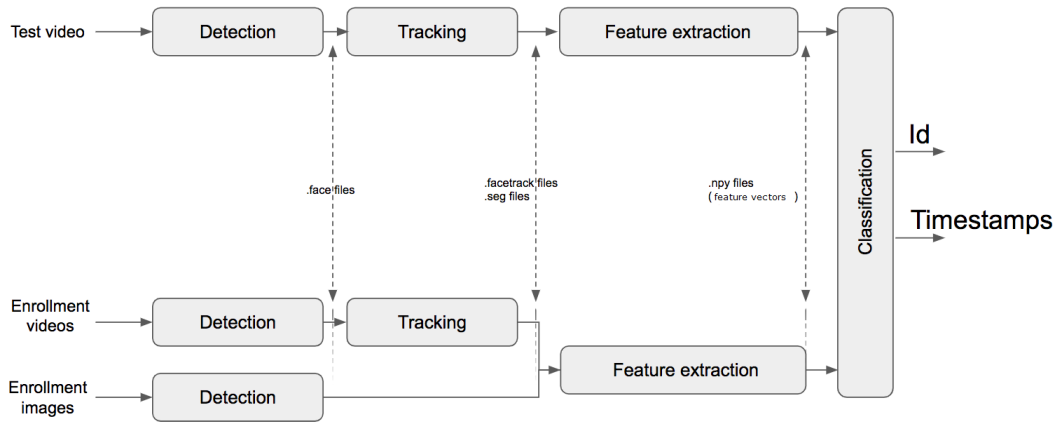 Test video
Detection
Tracking
Feature extraction
Classification
Id
Timestamps
.face files
.facetrack files
.seg files
.npy files
( feature vectors )
Enrollment
videos
Detection
Tracking
Feature extraction
Enrollment
images
Detection